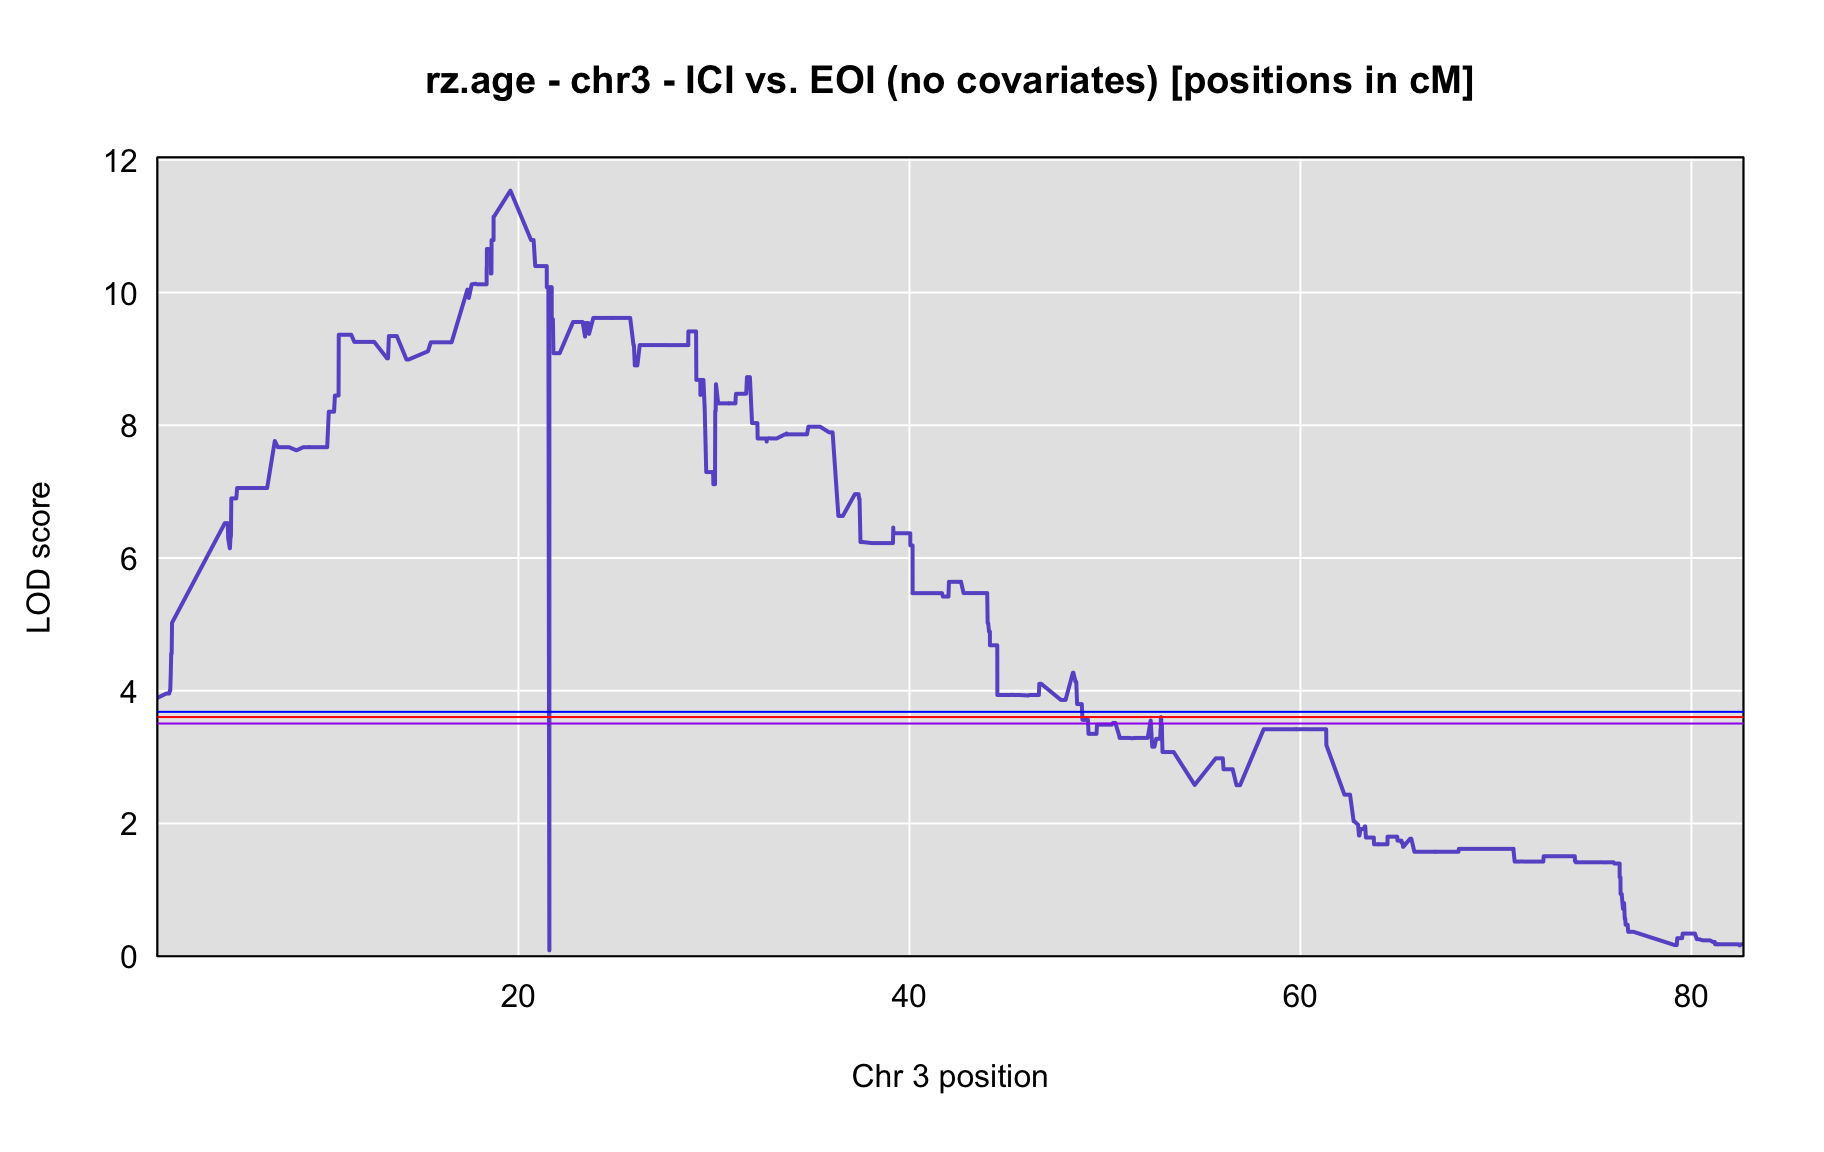 rz.age - chr3 - ICI vs. EOI (no covariates) [positions in cM]
12
10
8
6
4
2
0
LOD score
20 40 60 80
Chr 3 position